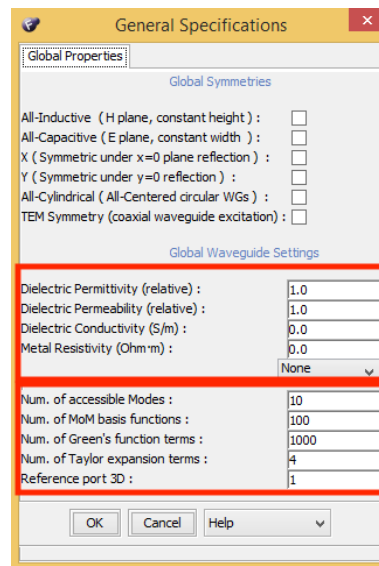 General Specifications
Global Properties
Global Symmetries
All-Inductive ( H plane, constant height ) :
All-Capacitive ( E plane, constant width ) :
X ( Symmetric under x=0 plane reflection ) :
Y ( Symmetric under y=0 reflection ) :
All-Cylindrical ( All-Centered circular WGs ) :
TEM Symmetry (coaxial waveguide excitation) :
Global Waveguide Settings
Dielectric Permittivity (relative) : 1.0
Dielectric Permeability (relative) : 1.0
Dielectric Conductivity (S/m) : 0.0
Metal Resistivity (Ohm·m) : 0.0
None
Num. of accessible Modes : 10
Num. of MoM basis functions : 100
Num. of Green's function terms : 1000
Num. of Taylor expansion terms : 4
Reference port 3D : 1
OK Cancel Help